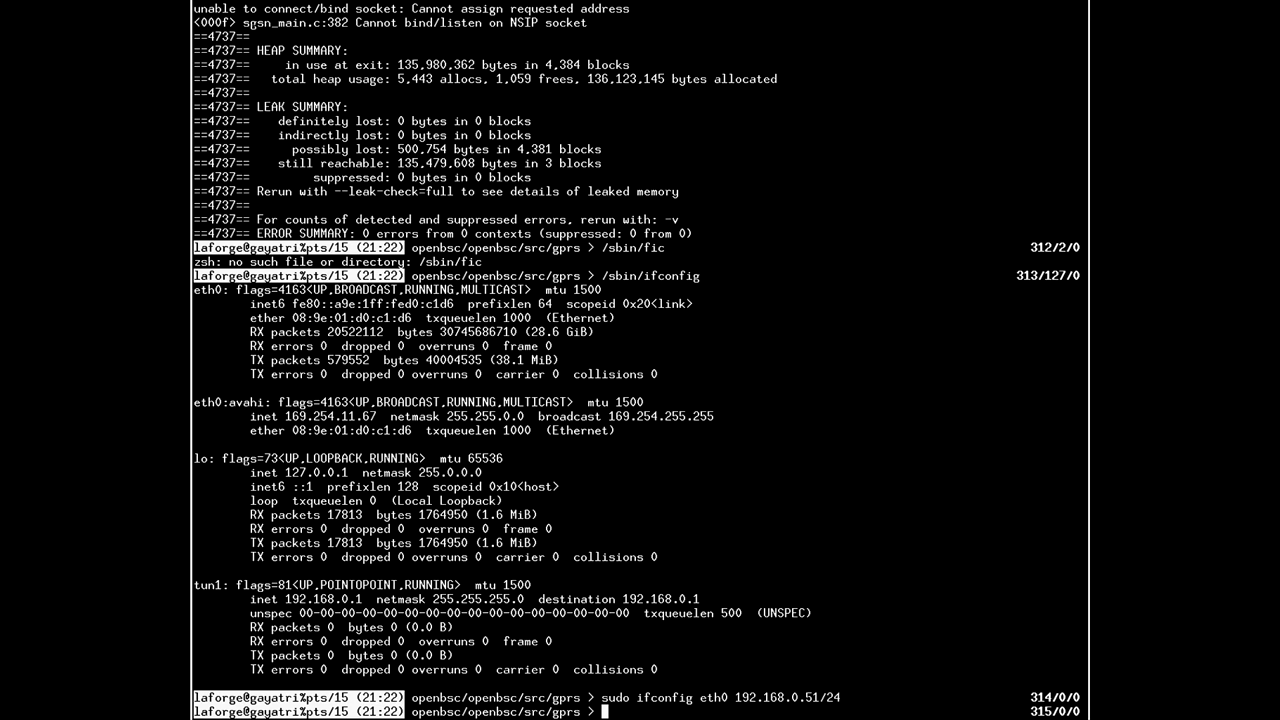 unable to connect/bind socket: Cannot assign requested address
<000f> sgsn_main.c:382 Cannot bind/listen on NSIP socket
==4737==
==4737== HEAP SUMMARY:
==4737==     in use at exit: 135,980,362 bytes in 4,384 blocks
==4737==   total heap usage: 5,443 allocs, 1,059 frees, 136,123,145 bytes allocated
==4737==
==4737== LEAK SUMMARY:
==4737==    definitely lost: 0 bytes in 0 blocks
==4737==    indirectly lost: 0 bytes in 0 blocks
==4737==      possibly lost: 500,754 bytes in 4,381 blocks
==4737==    still reachable: 135,479,608 bytes in 3 blocks
==4737==         suppressed: 0 bytes in 0 blocks
==4737== Rerun with --leak-check=full to see details of leaked memory
==4737==
==4737== For counts of detected and suppressed errors, rerun with: -v
==4737== ERROR SUMMARY: 0 errors from 0 contexts (suppressed: 0 from 0)
laforge@gayatri%pts/15 (21:22) openbsc/openbsc/src/gprs > /sbin/fic 312/2/0
zsh: no such file or directory: /sbin/fic
laforge@gayatri%pts/15 (21:22) openbsc/openbsc/src/gprs > /sbin/ifconfig 313/127/0
eth0: flags=4163<UP,BROADCAST,RUNNING,MULTICAST>  mtu 1500
        inet6 fe80::a9e:1ff:fed0:c1d6  prefixlen 64  scopeid 0x20<link>
        ether 08:9e:01:d0:c1:d6  txqueuelen 1000  (Ethernet)
        RX packets 20522112  bytes 30745686710 (28.6 GiB)
        RX errors 0  dropped 0  overruns 0  frame 0
        TX packets 579552  bytes 40004535 (38.1 MiB)
        TX errors 0  dropped 0 overruns 0  carrier 0  collisions 0
eth0:avahi: flags=4163<UP,BROADCAST,RUNNING,MULTICAST>  mtu 1500
        inet 169.254.11.67  netmask 255.255.0.0  broadcast 169.254.255.255
        ether 08:9e:01:d0:c1:d6  txqueuelen 1000  (Ethernet)
lo: flags=73<UP,LOOPBACK,RUNNING>  mtu 65536
        inet 127.0.0.1  netmask 255.0.0.0
        inet6 ::1  prefixlen 128  scopeid 0x10<host>
        loop  txqueuelen 0  (Local Loopback)
        RX packets 17813  bytes 1764950 (1.6 MiB)
        RX errors 0  dropped 0  overruns 0  frame 0
        TX packets 17813  bytes 1764950 (1.6 MiB)
        TX errors 0  dropped 0 overruns 0  carrier 0  collisions 0
tun1: flags=81<UP,POINTOPOINT,RUNNING>  mtu 1500
        inet 192.168.0.1  netmask 255.255.255.0  destination 192.168.0.1
        unspec 00-00-00-00-00-00-00-00-00-00-00-00-00-00-00-00  txqueuelen 500  (UNSPEC)
        RX packets 0  bytes 0 (0.0 B)
        RX errors 0  dropped 0  overruns 0  frame 0
        TX packets 0  bytes 0 (0.0 B)
        TX errors 0  dropped 0 overruns 0  carrier 0  collisions 0
laforge@gayatri%pts/15 (21:22) openbsc/openbsc/src/gprs > sudo ifconfig eth0 192.168.0.51/24 314/0/0
laforge@gayatri%pts/15 (21:22) openbsc/openbsc/src/gprs > 315/0/0